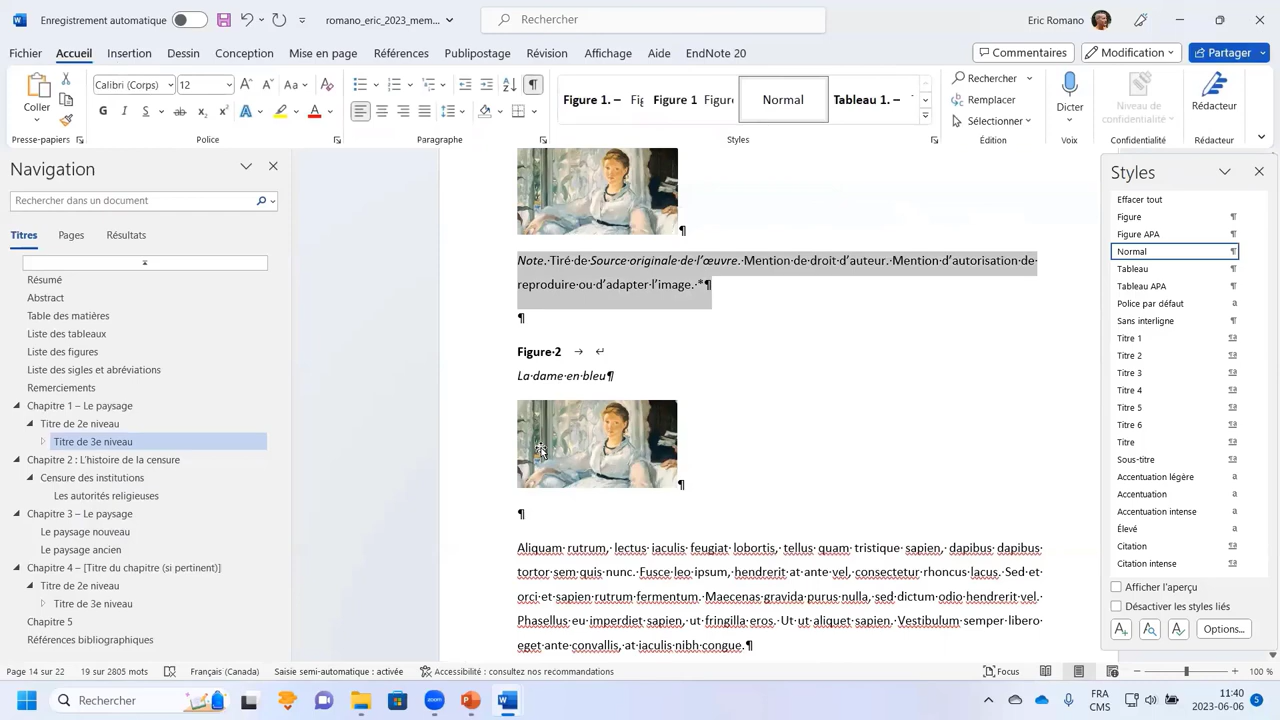 Enregistrement automatique
romano_eric_2023_mem...
Rechercher
Eric Romano
Fichier Accueil Insertion Dessin Conception Mise en page Références Publipostage Révision Affichage Aide EndNote 20
Commentaires Modification Partager
Coller
Presse-papiers
Calibri (Corps) 12
G I S
Police
Paragraphe
Figure 1. – Fig Figure 1 Figure Normal Tableau 1. –
Styles
Rechercher
Remplacer
Sélectionner
Édition
Dicter
Voix
Niveau de confidentialité
Confidentialité
Rédacteur
Rédacteur
Navigation
Rechercher dans un document
Titres Pages Résultats
Résumé
Abstract
Table des matières
Liste des tableaux
Liste des figures
Liste des sigles et abréviations
Remerciements
Chapitre 1 – Le paysage
Titre de 2e niveau
Titre de 3e niveau
Chapitre 2 : L'histoire de la censure
Censure des institutions
Les autorités religieuses
Chapitre 3 – Le paysage
Le paysage nouveau
Le paysage ancien
Chapitre 4 – [Titre du chapitre (si pertinent)]
Titre de 2e niveau
Titre de 3e niveau
Chapitre 5
Références bibliographiques
¶
Note.·Tiré·de·Source·originale·de·l'œuvre.·Mention·de·droit·d'auteur.·Mention·d'autorisation·de·
reproduire·ou·d'adapter·l'image.·*¶
¶
Figure·2 → ↵
La·dame·en·bleu¶
¶
¶
Aliquam· rutrum,· lectus· iaculis· feugiat· lobortis,· tellus· quam· tristique· sapien,· dapibus· dapibus·
tortor·sem·quis·nunc.·Fusce·leo·ipsum,·hendrerit·at·ante·vel,·consectetur·rhoncus·lacus.·Sed·et·
orci·et·sapien·rutrum·fermentum.·Maecenas·gravida·purus·nulla,·sed·dictum·odio·hendrerit·vel.·
Phasellus·eu·imperdiet·sapien,·ut·fringilla·eros.·Ut·ut·aliquet·sapien.·Vestibulum·semper·libero·
eget·ante·convallis,·at·iaculis·nibh·congue.¶
Styles
Effacer tout
Figure ¶
Figure APA ¶
Normal ¶
Tableau ¶
Tableau APA ¶
Police par défaut a
Sans interligne ¶
Titre 1 ¶a
Titre 2 ¶a
Titre 3 ¶a
Titre 4 ¶a
Titre 5 ¶a
Titre 6 ¶a
Titre ¶a
Sous-titre ¶a
Accentuation légère a
Accentuation a
Accentuation intense a
Élevé a
Citation ¶a
Citation intense ¶a
Afficher l'aperçu
Désactiver les styles liés
Options...
Page 14 sur 22 19 sur 2805 mots Français (Canada) Saisie semi-automatique : activée Accessibilité : consultez nos recommandations Focus 100 %
Rechercher
zoom
FRA
CMS
11:40
2023-06-06
5